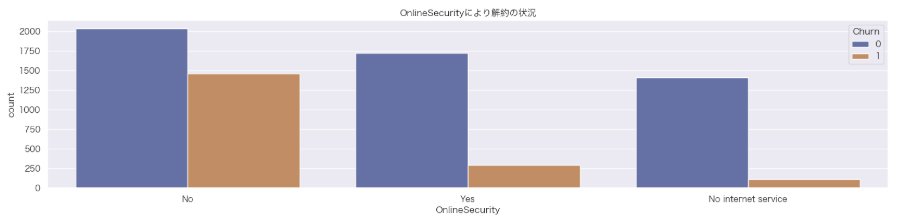 OnlineSecurityにより解約の状況
Churn
0
1
2000
1750
1500
1250
1000
750
500
250
0
count
No
Yes
No internet service
OnlineSecurity